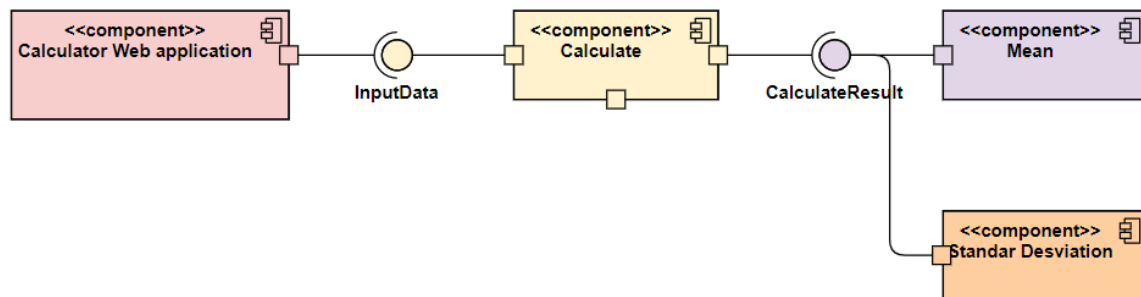 <<component>>
Calculator Web application
InputData
<<component>>
Calculate
CalculateResult
<<component>>
Mean
<<component>>
Standar Desviation